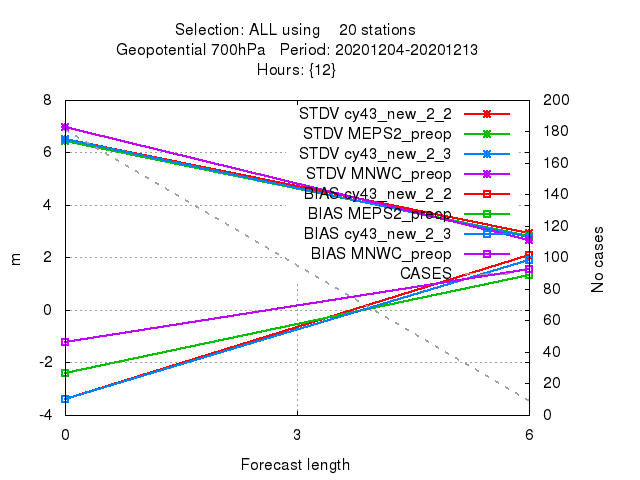 Selection: ALL using 20 stations
Geopotential 700hPa Period: 20201204-20201213
Hours: {12}
8 200
180
6 160
140
4 120
2 100
80
0 60
40
-2 20
-4 0
m
No cases
STDV cy43_new_2_2
STDV MEPS2_preop
STDV cy43_new_2_3
STDV MNWC_preop
BIAS cy43_new_2_2
BIAS MEPS2_preop
BIAS cy43_new_2_3
BIAS MNWC_preop
CASES
0 3 6
Forecast length